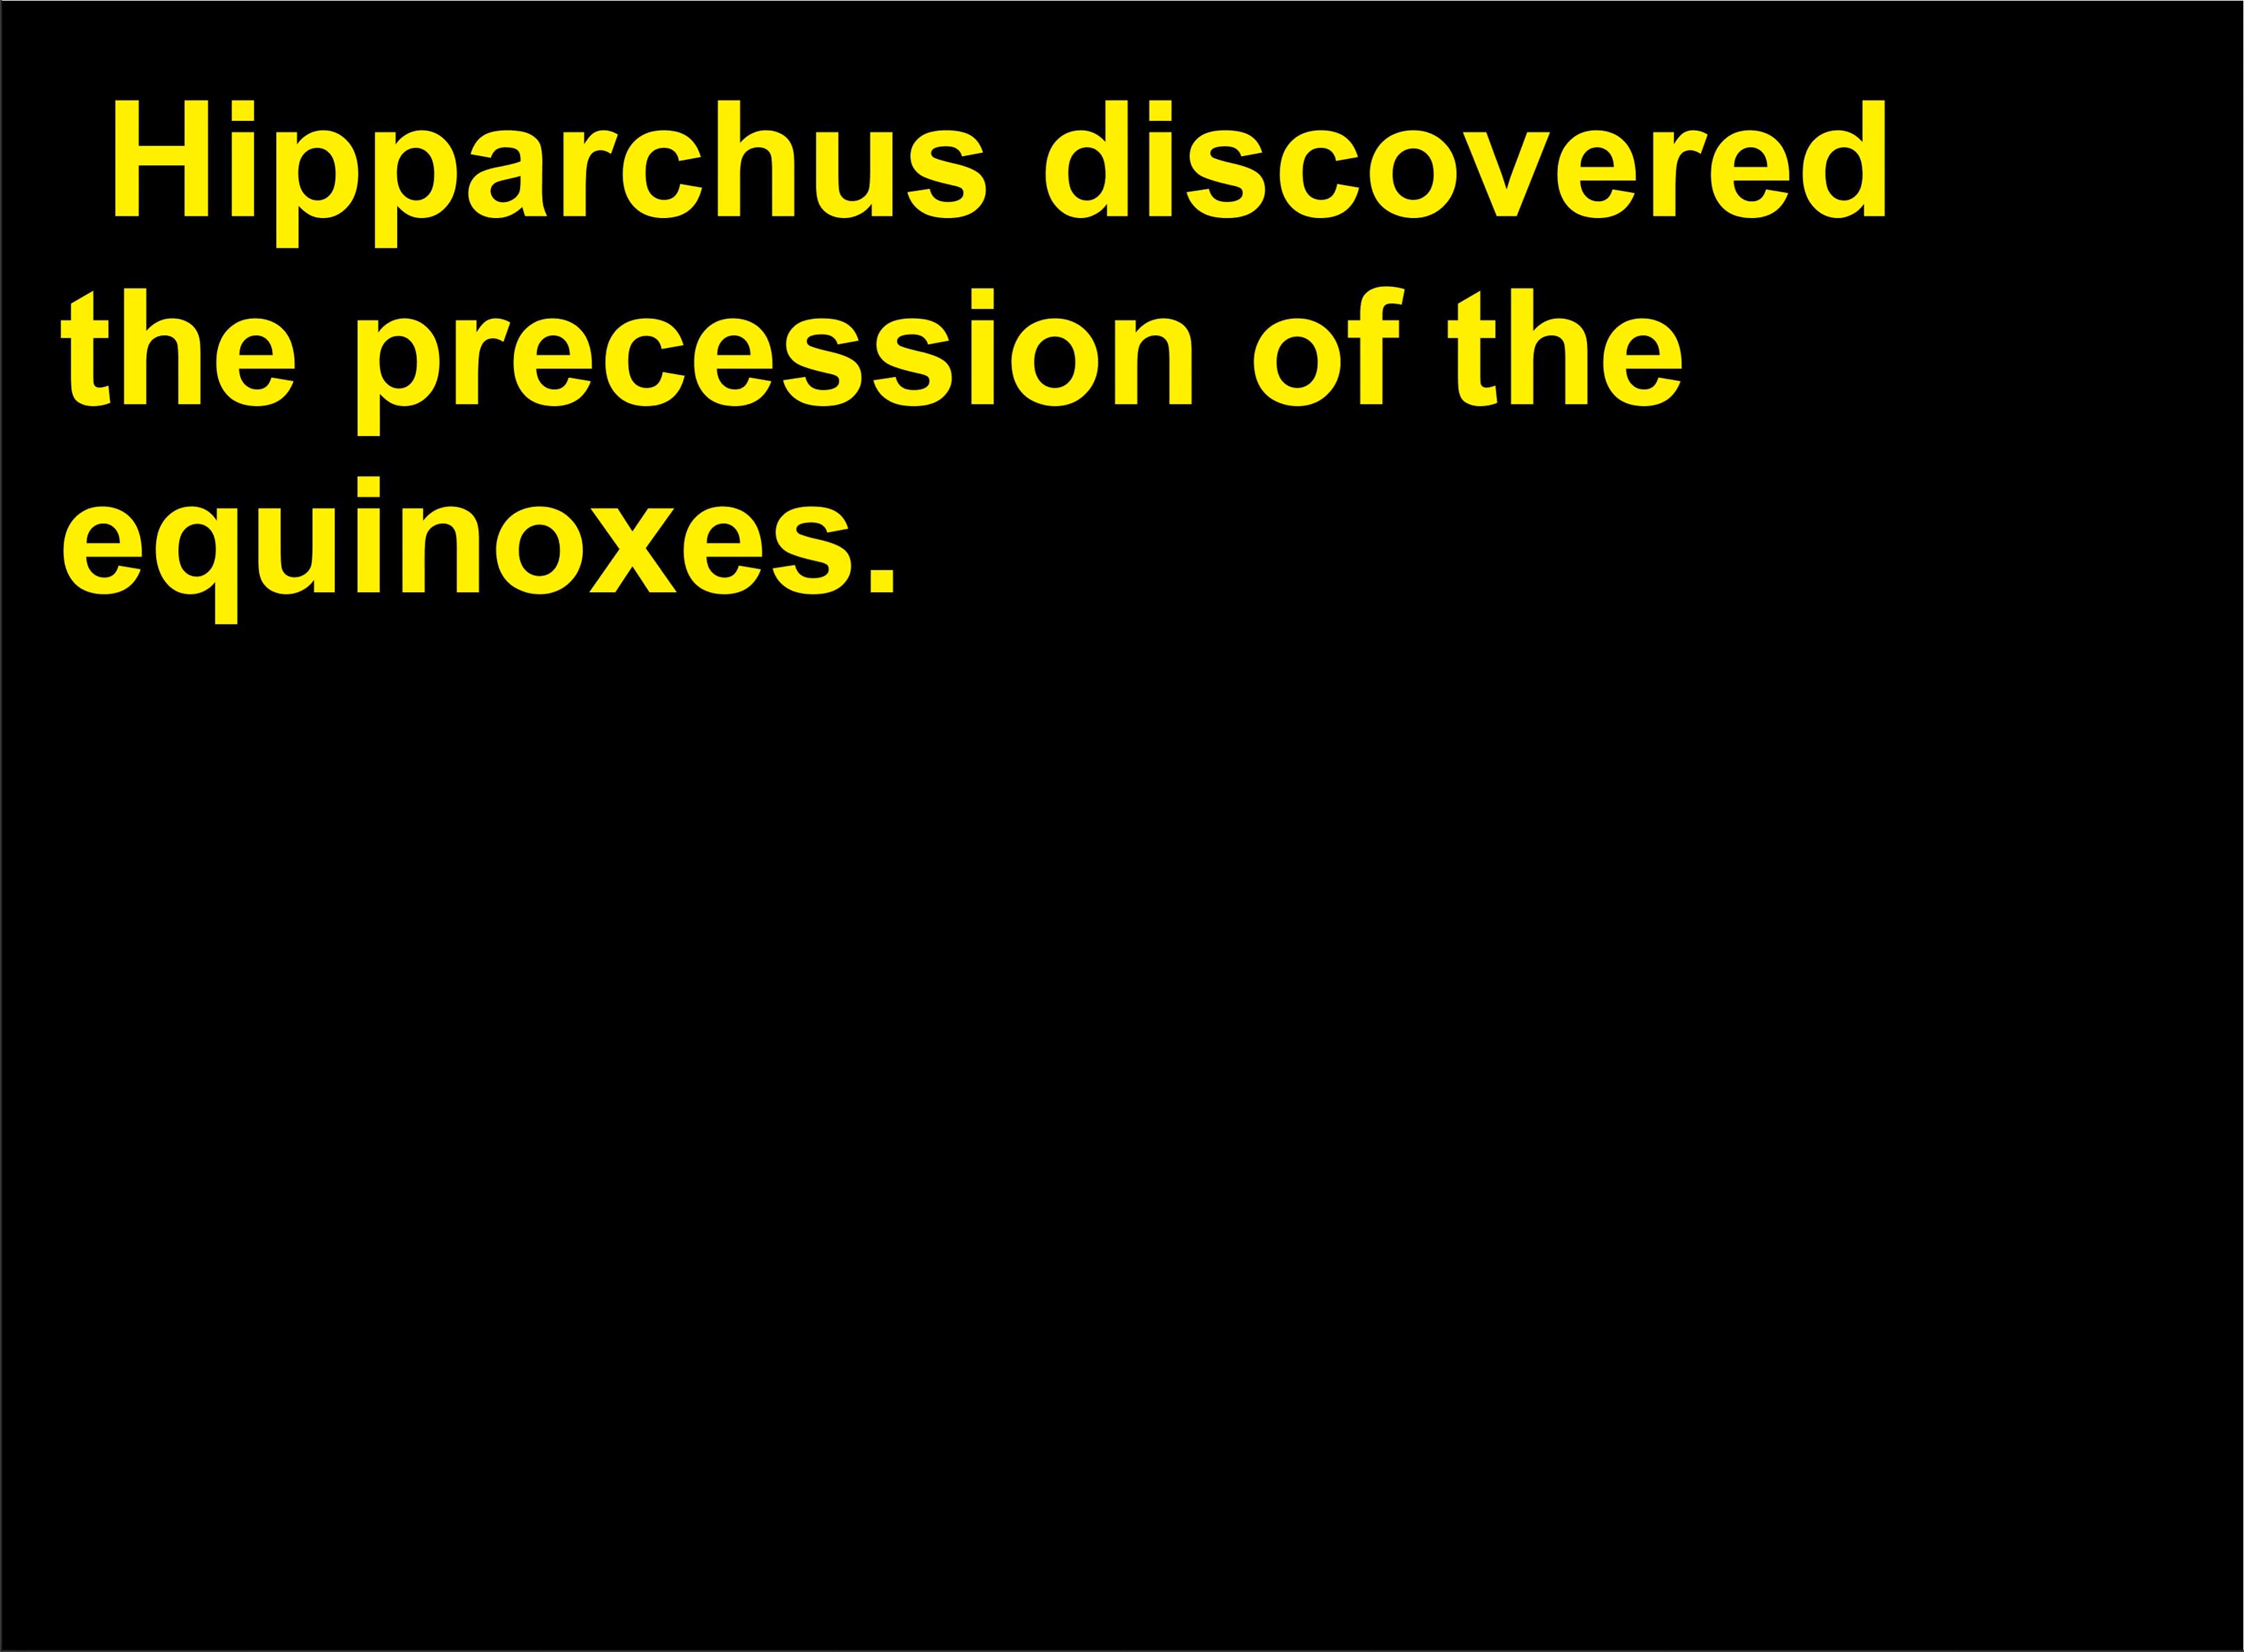 Hipparchus discovered
the precession of the
equinoxes.